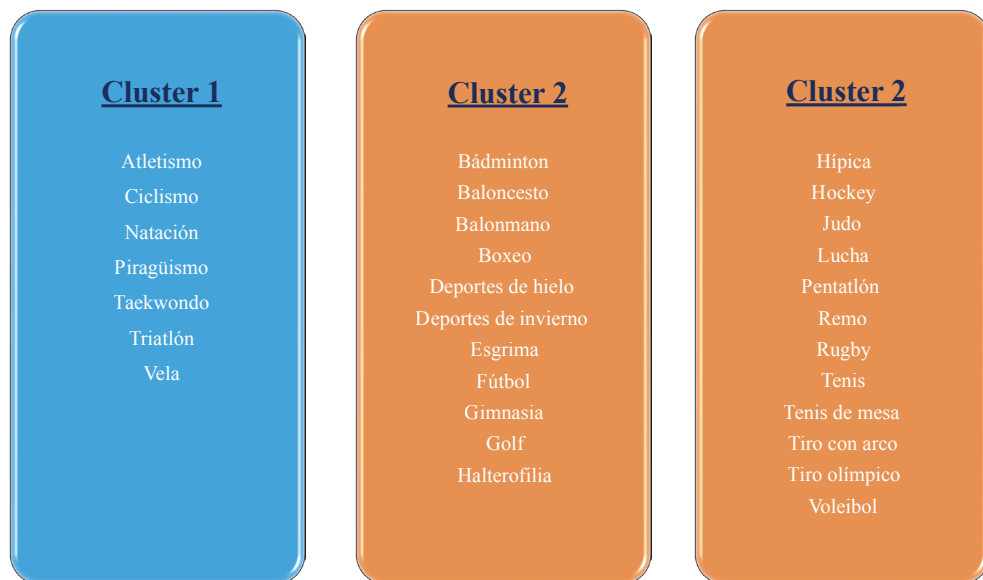 Cluster 1
Atletismo
Ciclismo
Natación
Piragüismo
Taekwondo
Triatlón
Vela
Cluster 2
Bádminton
Baloncesto
Balonmano
Boxeo
Deportes de hielo
Deportes de invierno
Esgrima
Fútbol
Gimnasia
Golf
Halterofilia
Cluster 2
Hípica
Hockey
Judo
Lucha
Pentatlón
Remo
Rugby
Tenis
Tenis de mesa
Tiro con arco
Tiro olímpico
Voleibol